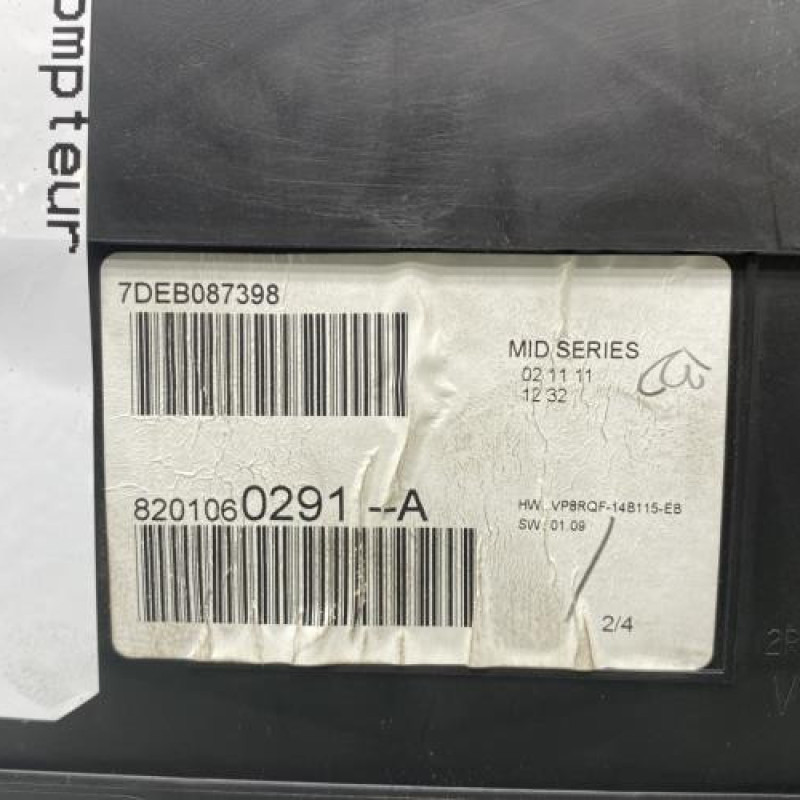 ompteur
7DEB087398
MID SERIES
02 11 11
12 32
8201060291 --A
HW: VP8RQF-14B115-EB
SW: 01.09
2/4
2R
V